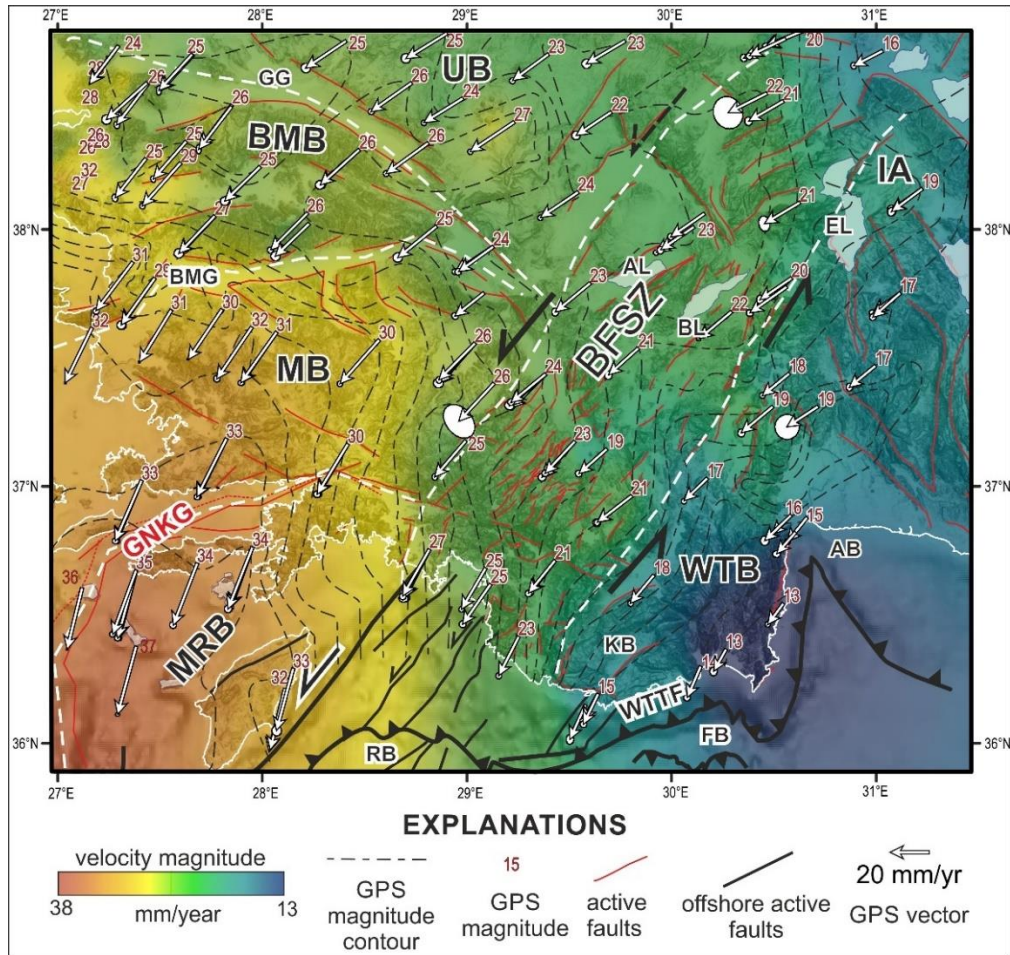 27°E 28°E 29°E 30°E 31°E
24 25 25 25 23 23 20 16
GG
UB
28 26 26 24 22 22 21
28 26 25
BMB
27
26 25 26 26
IA
32 25 29 25 24 21 19
27
38°N 27 26 25 23 EL 38°N
31 29 BMG 24 AL 20 17
23
BFSZ
22
BL
32 31 30 32 31 30
MB
26 21 18 17
26 24
19 19
33 30 25 23 19
37°N 17 37°N
33
GNKG
21 16 15
34
AB
36 35 34 27 21
WTB
25 18
25
MRB
13
37 33 23 KB 13
32 15 14
WTTF
36°N RB FB 36°N
27°E 28°E 29°E 30°E 31°E
EXPLANATIONS
velocity magnitude
38 mm/year 13
GPS magnitude contour
15
GPS magnitude
active faults
offshore active faults
20 mm/yr
GPS vector